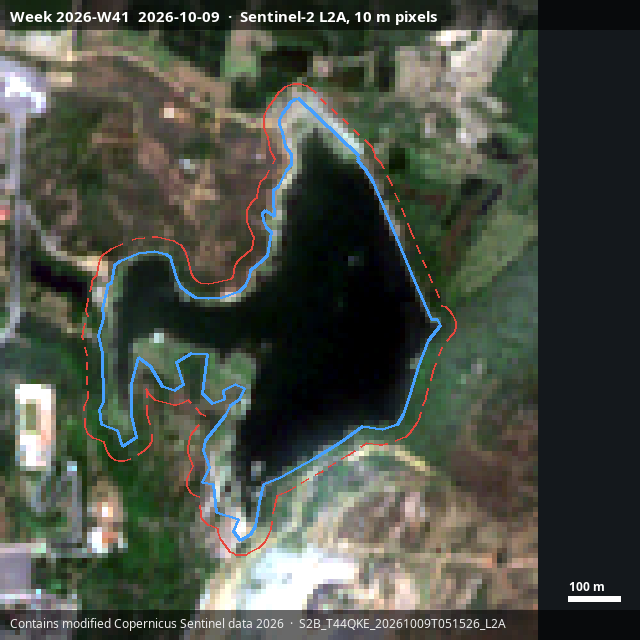 Week 2026-W41  2026-10-09  ·  Sentinel-2 L2A, 10 m pixels
100 m
Contains modified Copernicus Sentinel data 2026  ·  S2B_T44QKE_20261009T051526_L2A